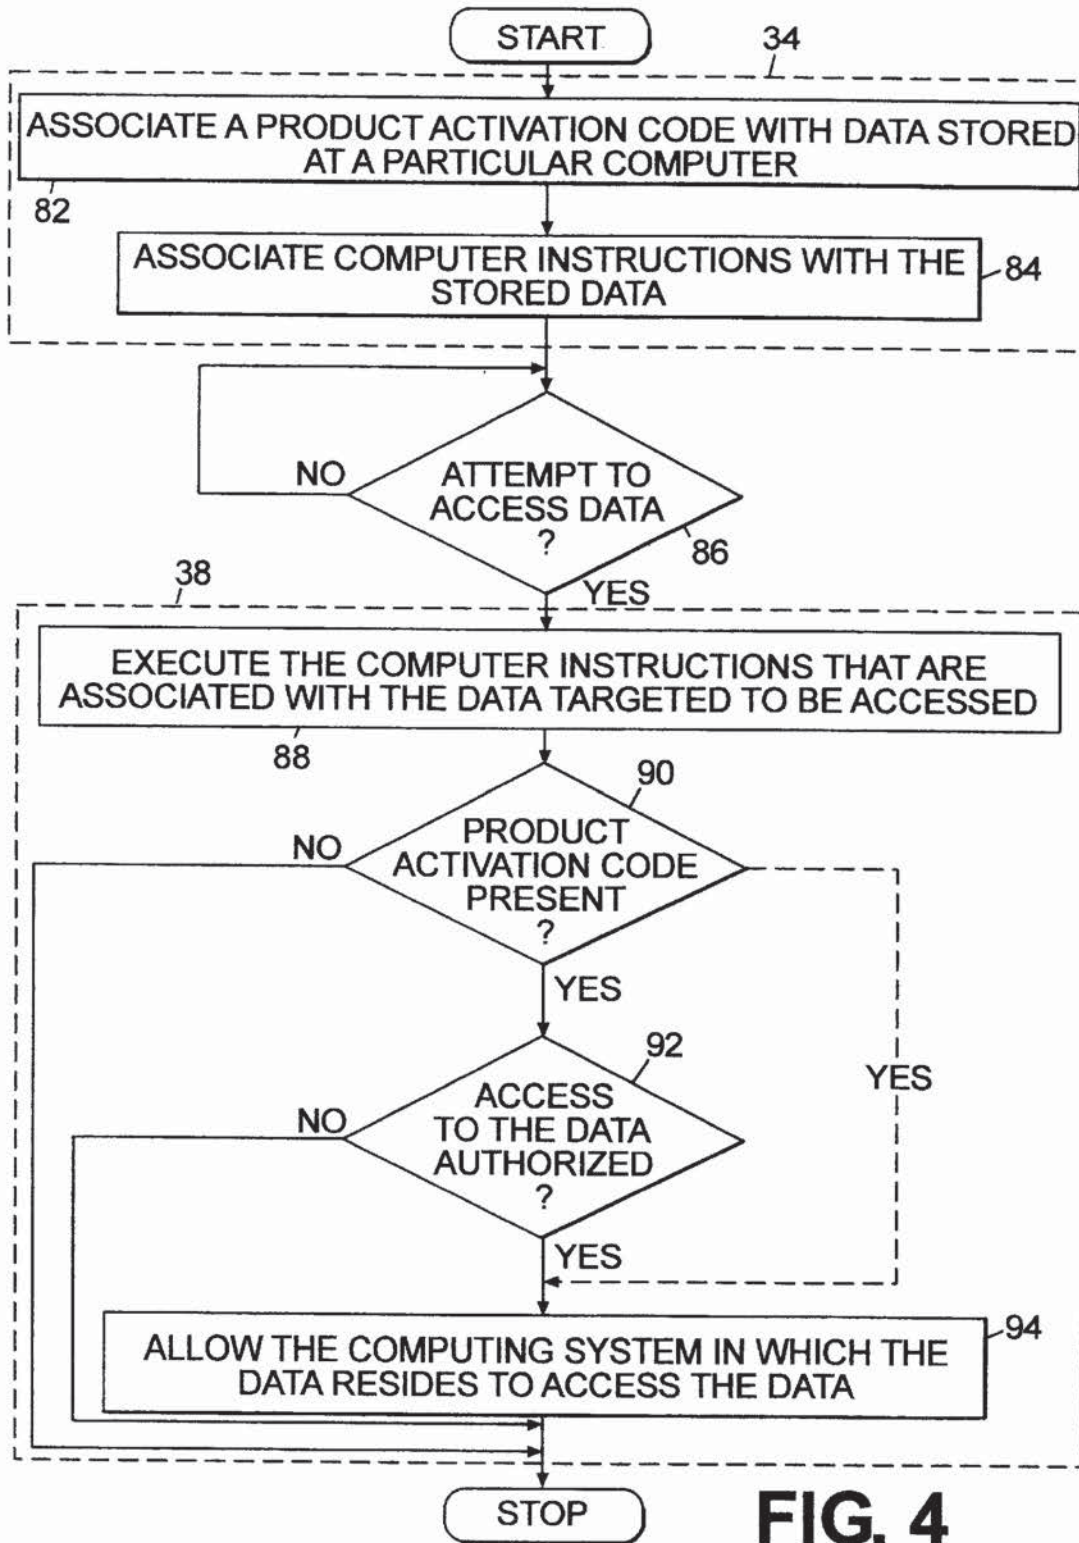 START
34
ASSOCIATE A PRODUCT ACTIVATION CODE WITH DATA STORED
AT A PARTICULAR COMPUTER
82
ASSOCIATE COMPUTER INSTRUCTIONS WITH THE
STORED DATA
84
NO
ATTEMPT TO
ACCESS DATA
?
86
YES
38
EXECUTE THE COMPUTER INSTRUCTIONS THAT ARE
ASSOCIATED WITH THE DATA TARGETED TO BE ACCESSED
88
90
NO
PRODUCT
ACTIVATION CODE
PRESENT
?
YES
92
YES
NO
ACCESS
TO THE DATA
AUTHORIZED
?
YES
ALLOW THE COMPUTING SYSTEM IN WHICH THE
DATA RESIDES TO ACCESS THE DATA
94
STOP
FIG. 4